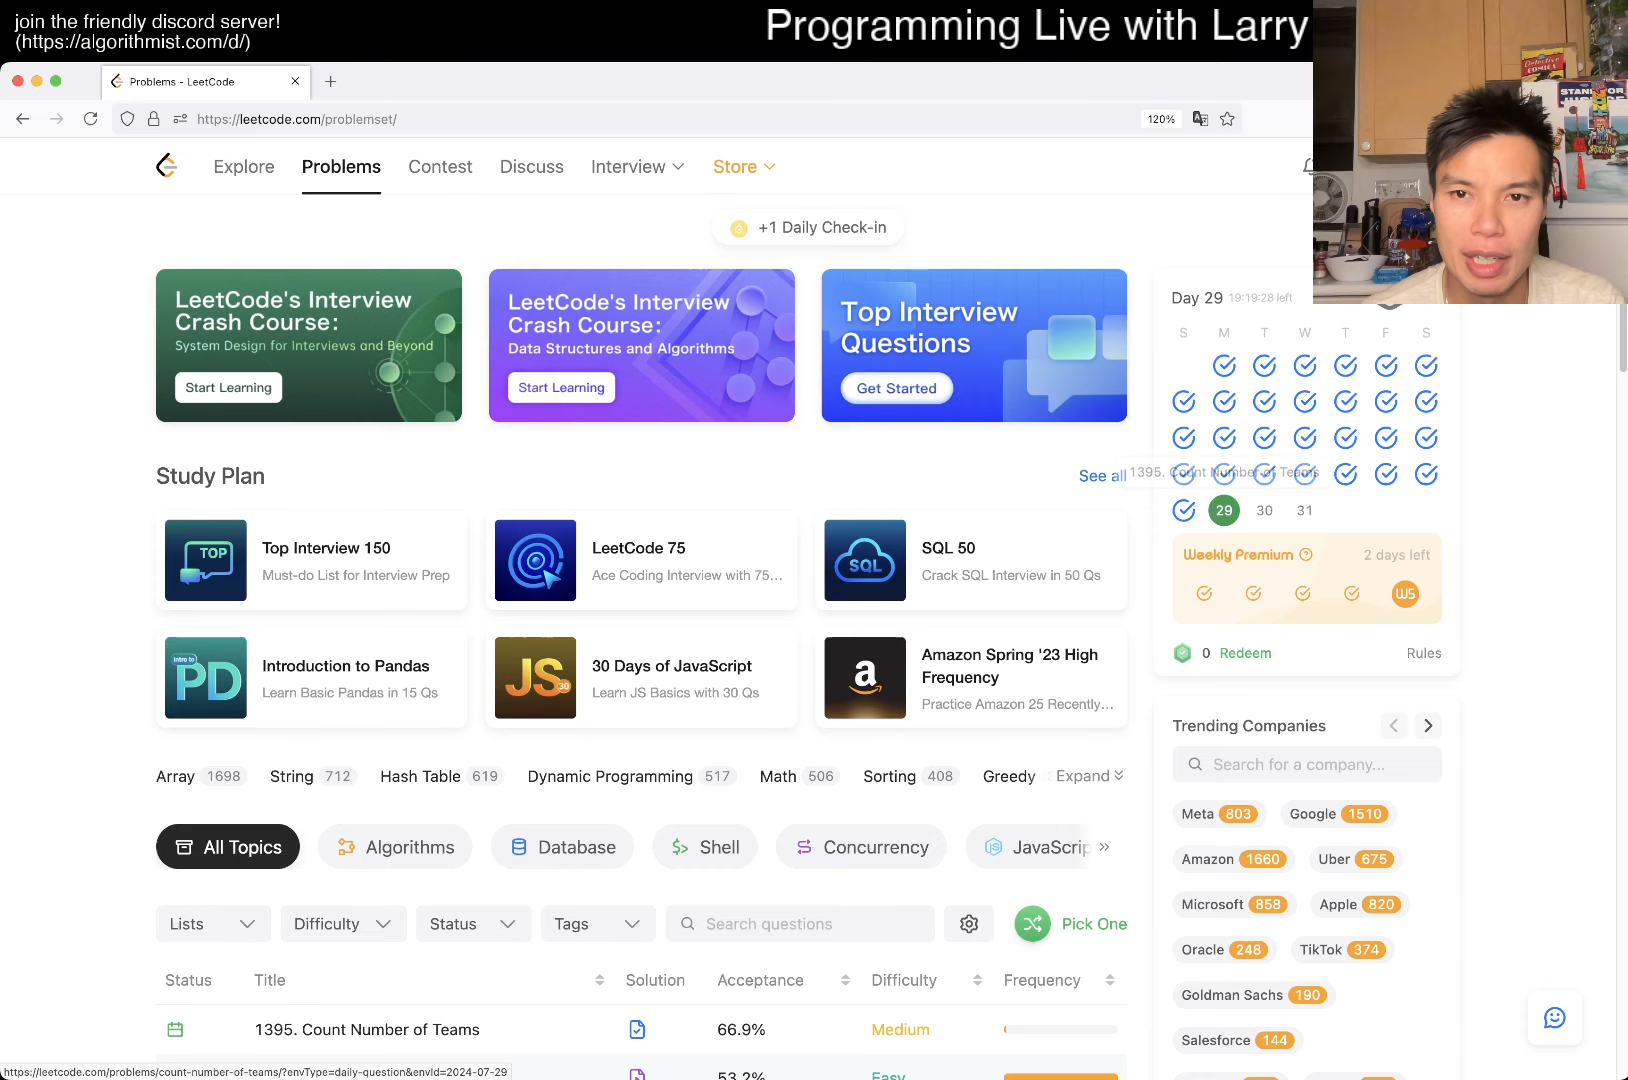 join the friendly discord server!
(https://algorithmist.com/d/)
Programming Live with Larry
Problems - LeetCode
https://leetcode.com/problemset/
120%
Explore
Problems
Contest
Discuss
Interview
Store
+1 Daily Check-in
LeetCode's Interview
Crash Course:
System Design for Interviews and Beyond
Start Learning
LeetCode's Interview
Crash Course:
Data Structures and Algorithms
Start Learning
Top Interview
Questions
Get Started
Day 29 19:19:28 left
S M T W T F S
29 30 31
Weekly Premium 2 days left
W5
0 Redeem Rules
Study Plan
See all
1395. Count Number of Teams
TOP
Top Interview 150
Must-do List for Interview Prep
LeetCode 75
Ace Coding Interview with 75...
SQL
SQL 50
Crack SQL Interview in 50 Qs
Intro to
PD
Introduction to Pandas
Learn Basic Pandas in 15 Qs
JS 30
30 Days of JavaScript
Learn JS Basics with 30 Qs
a
Amazon Spring '23 High
Frequency
Practice Amazon 25 Recently...
Trending Companies
Search for a company...
Meta 803 Google 1510
Amazon 1660 Uber 675
Microsoft 858 Apple 820
Oracle 248 TikTok 374
Goldman Sachs 190
Salesforce 144
Array 1698 String 712 Hash Table 619 Dynamic Programming 517 Math 506 Sorting 408 Greedy Expand
All Topics Algorithms Database Shell Concurrency JavaScrip
Lists Difficulty Status Tags Search questions Pick One
Status Title Solution Acceptance Difficulty Frequency
1395. Count Number of Teams 66.9% Medium
53.2% Easy
https://leetcode.com/problems/count-number-of-teams/?envType=daily-question&envId=2024-07-29